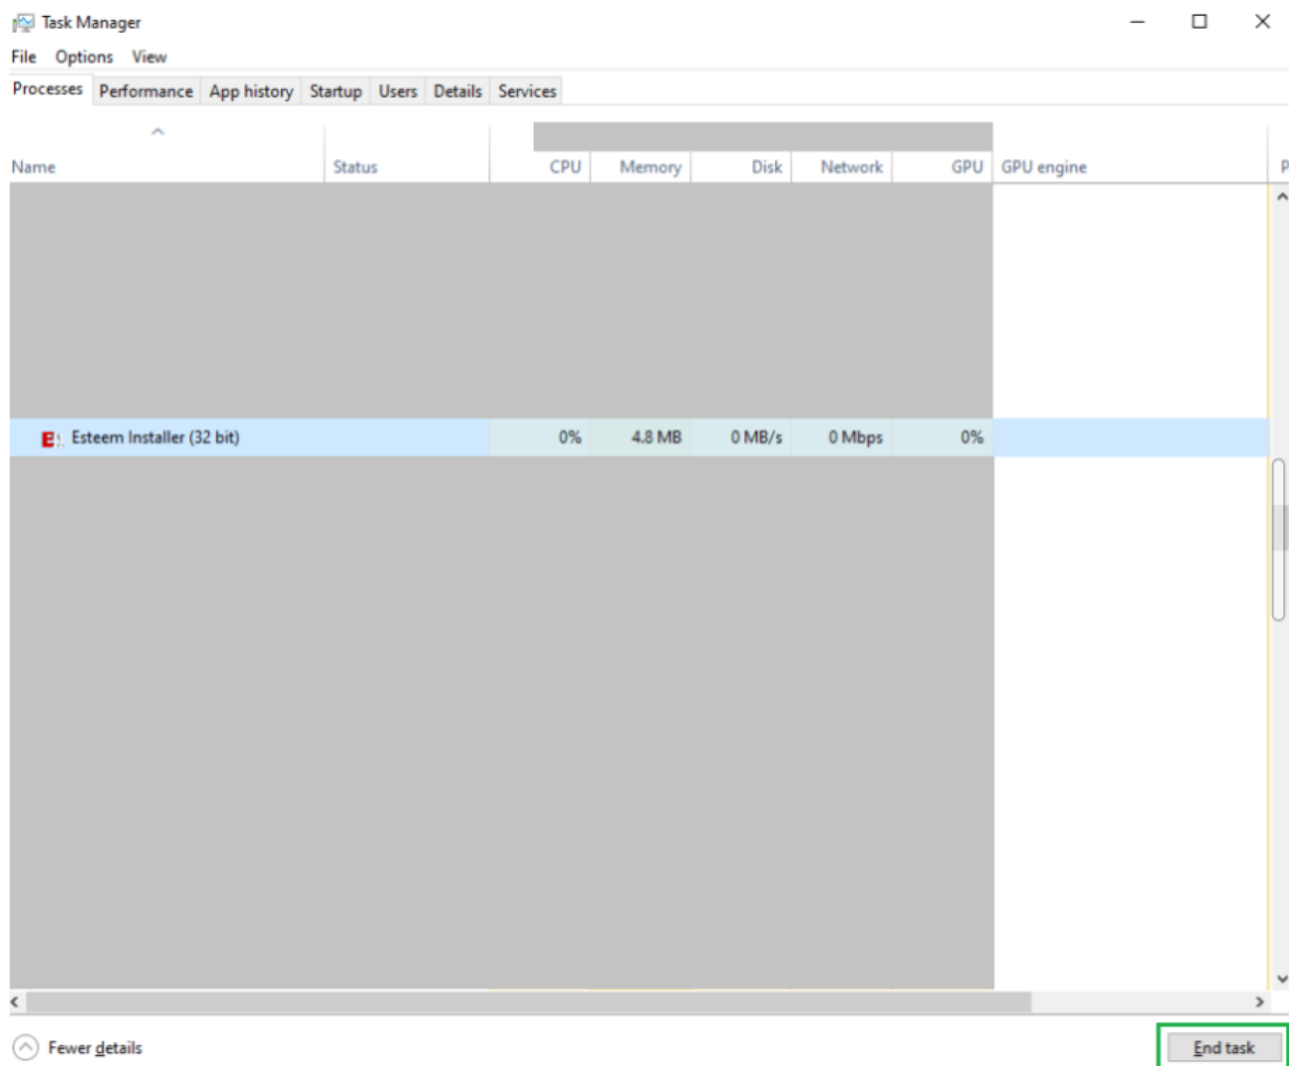 Task Manager
File Options View
Processes Performance App history Startup Users Details Services
Name Status CPU Memory Disk Network GPU GPU engine P
Esteem Installer (32 bit) 0% 4.8 MB 0 MB/s 0 Mbps 0%
Fewer details End task